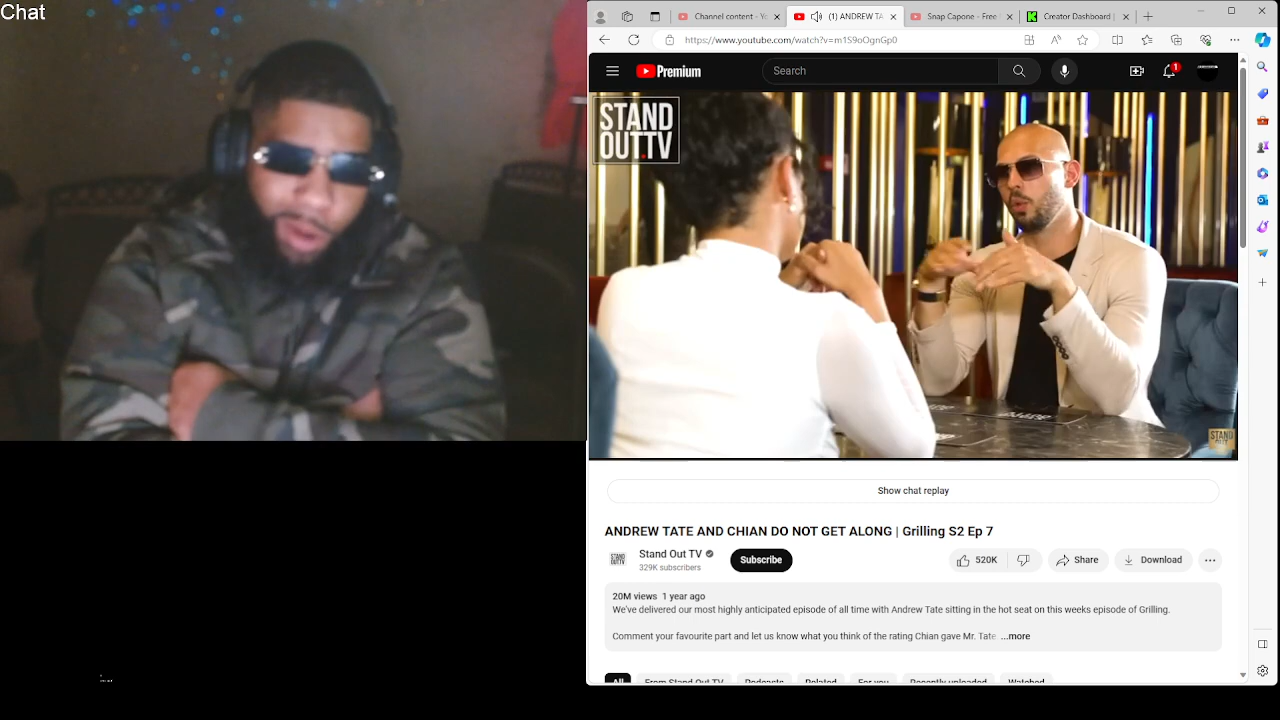 Chat
Channel content - Yo
(1) ANDREW TA
Snap Capone - Free
Creator Dashboard |
https://www.youtube.com/watch?v=m1S9oOgnGp0
Premium
Search
1
STAND
OUT.TV
STAND
Show chat replay
ANDREW TATE AND CHIAN DO NOT GET ALONG | Grilling S2 Ep 7
Stand Out TV
329K subscribers
Subscribe
520K
Share
Download
20M views 1 year ago
We've delivered our most highly anticipated episode of all time with Andrew Tate sitting in the hot seat on this weeks episode of Grilling.
Comment your favourite part and let us know what you think of the rating Chian gave Mr. Tate ...more
All
From Stand Out TV
Podcasts
Related
For you
Recently uploaded
Watched